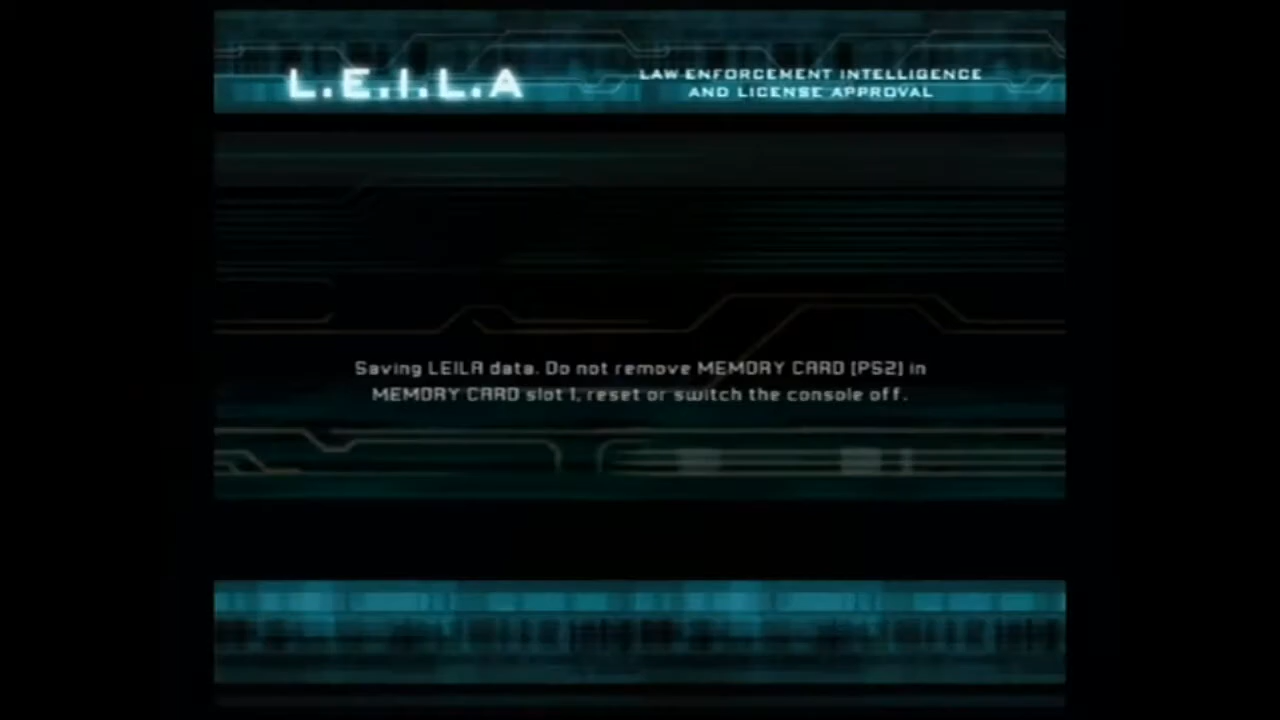 L.E.I.L.A
LAW ENFORCEMENT INTELLIGENCE
AND LICENSE APPROVAL
Saving LEILA data. Do not remove MEMORY CARD (PS2) in
MEMORY CARD slot 1, reset or switch the console off.